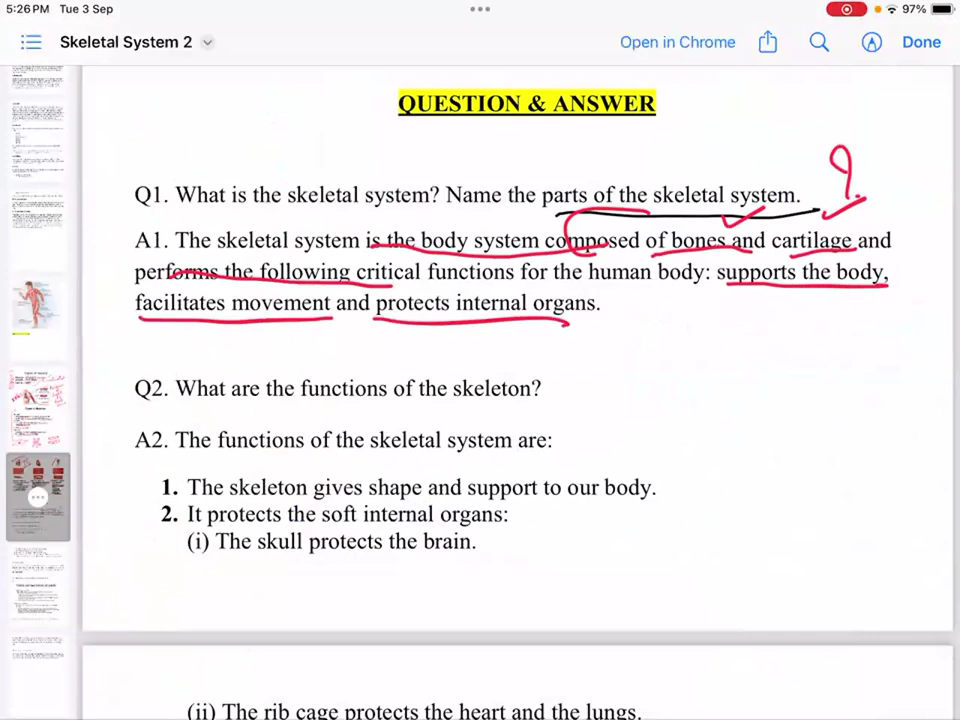 5:26 PM Tue 3 Sep
97%
Skeletal System 2
Open in Chrome
Done
QUESTION & ANSWER
Q1. What is the skeletal system? Name the parts of the skeletal system.
A1. The skeletal system is the body system composed of bones and cartilage and
performs the following critical functions for the human body: supports the body,
facilitates movement and protects internal organs.
Q2. What are the functions of the skeleton?
A2. The functions of the skeletal system are:
1. The skeleton gives shape and support to our body.
2. It protects the soft internal organs:
(i) The skull protects the brain.
(ii) The rib cage protects the heart and the lungs.